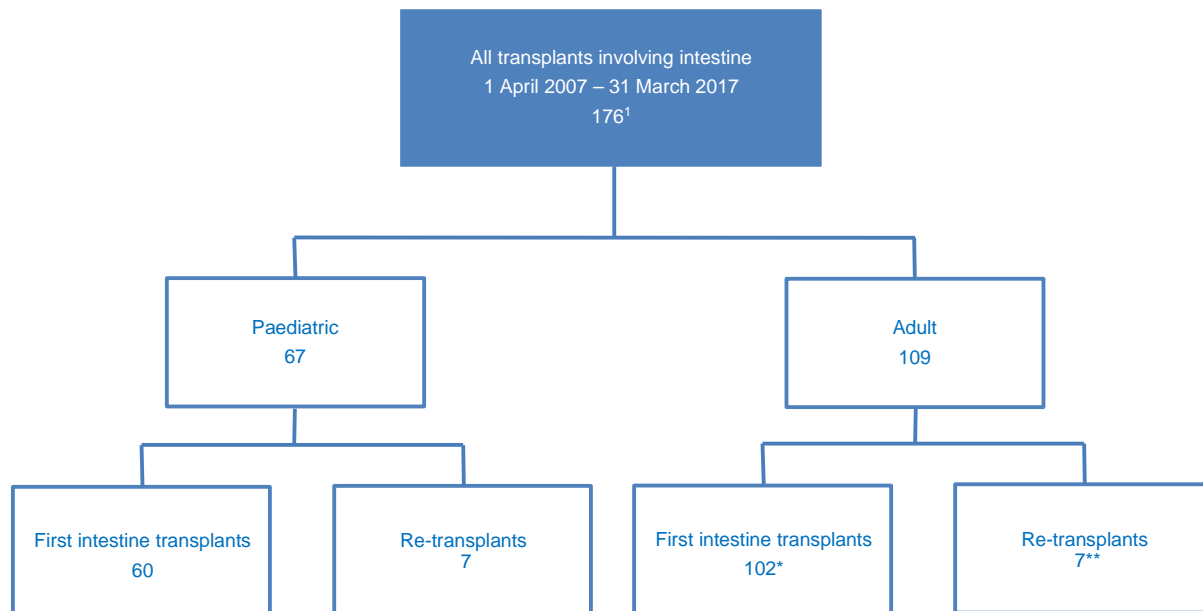 All transplants involving intestine
1 April 2007 – 31 March 2017
176¹
Paediatric
67
Adult
109
First intestine transplants
60
Re-transplants
7
First intestine transplants
102*
Re-transplants
7**